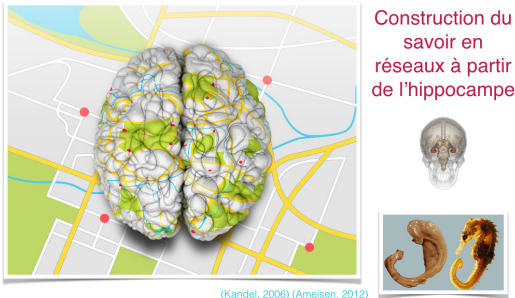 Construction du
savoir en
réseaux à partir
de l'hippocampe
(Kandel, 2006) (Ameisen, 2012)